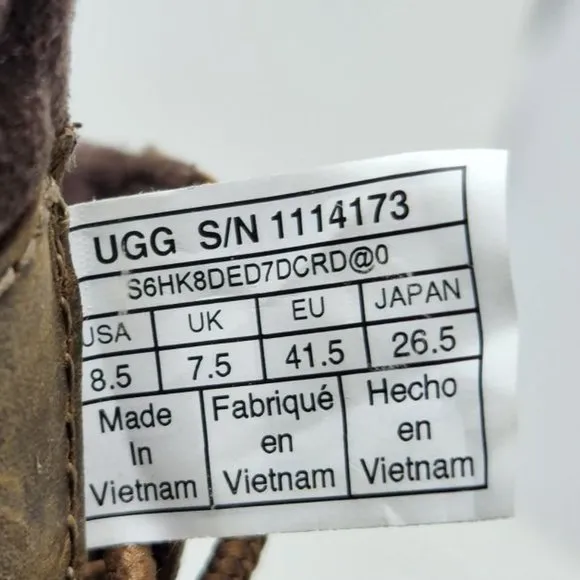 UGG S/N 1114173
S6HK8DED7DCRD@0
USA UK EU JAPAN
8.5 7.5 41.5 26.5
Made In Vietnam
Fabriqué en Vietnam
Hecho en Vietnam